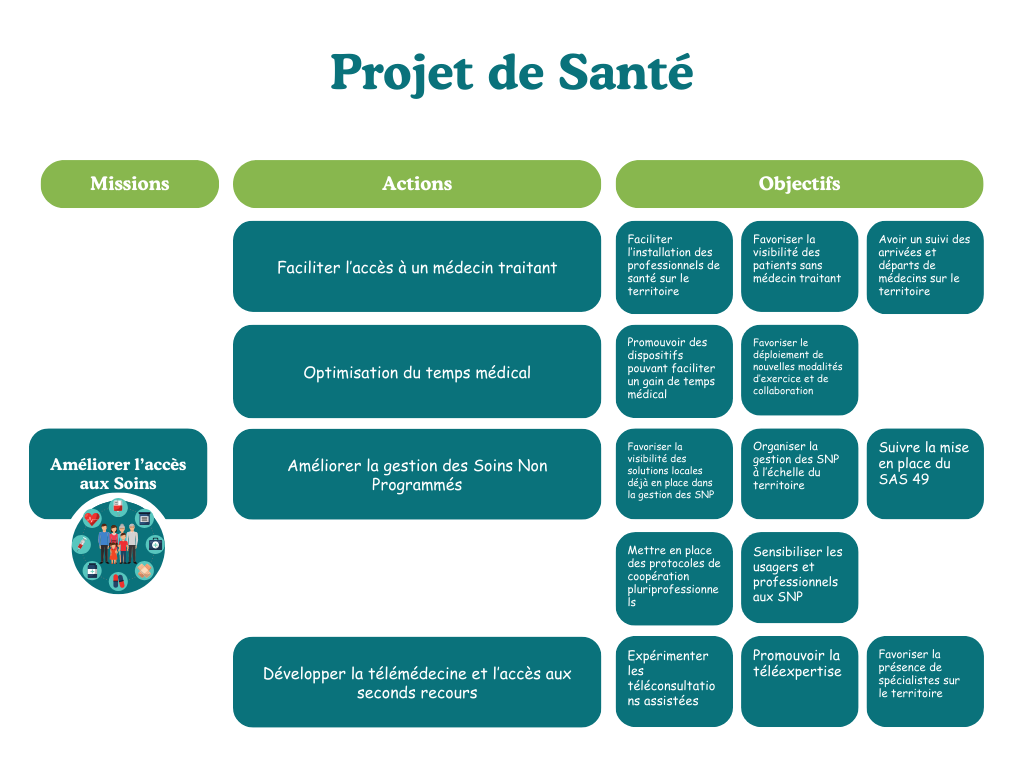 Projet de Santé
Missions
Actions
Objectifs
Faciliter l'accès à un médecin traitant
Faciliter
l'installation des
professionnels de
santé sur le
territoire
Favoriser la
visibilité des
patients sans
médecin traitant
Avoir un suivi des
arrivées et
départs de
médecins sur le
territoire
Optimisation du temps médical
Promouvoir des
dispositifs
pouvant faciliter
un gain de temps
médical
Favoriser le
déploiement de
nouvelles modalités
d'exercice et de
collaboration
Améliorer l'accès
aux Soins
Améliorer la gestion des Soins Non
Programmés
Favoriser la
visibilité des
solutions locales
déjà en place dans
la gestion des SNP
Organiser la
gestion des SNP
à l'échelle du
territoire
Suivre la mise
en place du
SAS 49
Mettre en place
des protocoles de
coopération
pluriprofessionne
ls
Sensibiliser les
usagers et
professionnels
aux SNP
Développer la télémédecine et l'accès aux
seconds recours
Expérimenter
les
téléconsultatio
ns assistées
Promouvoir la
téléexpertise
Favoriser la
présence de
spécialistes sur
le territoire